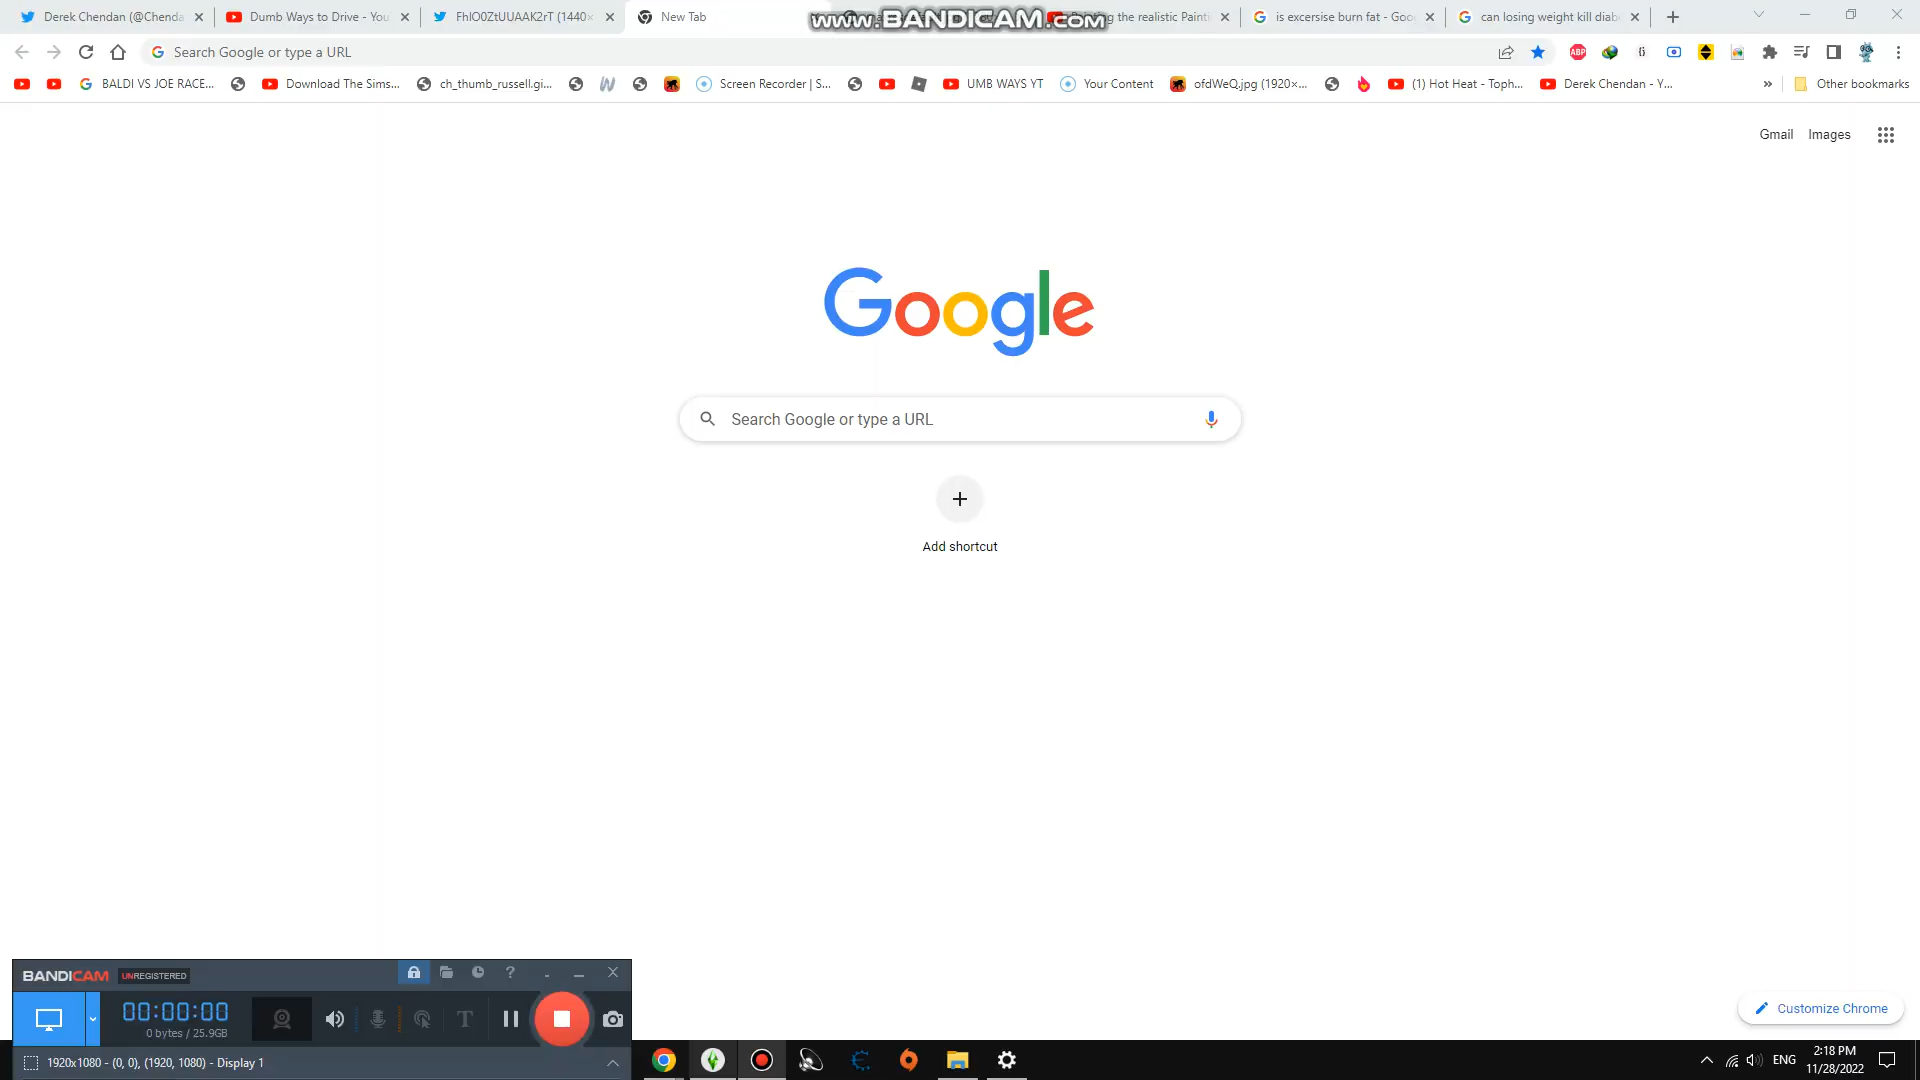 Derek Chendan (@Chenda
Dumb Ways to Drive - You
FhIO0ZtUUAAK2rT (1440×
New Tab
www.BANDICAM.com
the realistic Painti
is excersise burn fat - Goo
can losing weight kill diab
Search Google or type a URL
BALDI VS JOE RACE...
Download The Sims...
ch_thumb_russell.gi...
Screen Recorder | S...
UMB WAYS YT
Your Content
ofdWeQ.jpg (1920×...
(1) Hot Heat - Toph...
Derek Chendan - Y...
»
Other bookmarks
Gmail
Images
Google
Search Google or type a URL
Add shortcut
Customize Chrome
BANDICAM
UNREGISTERED
00:00:00
0 bytes / 25.9GB
1920x1080 - (0, 0), (1920, 1080) - Display 1
ENG
2:18 PM
11/28/2022